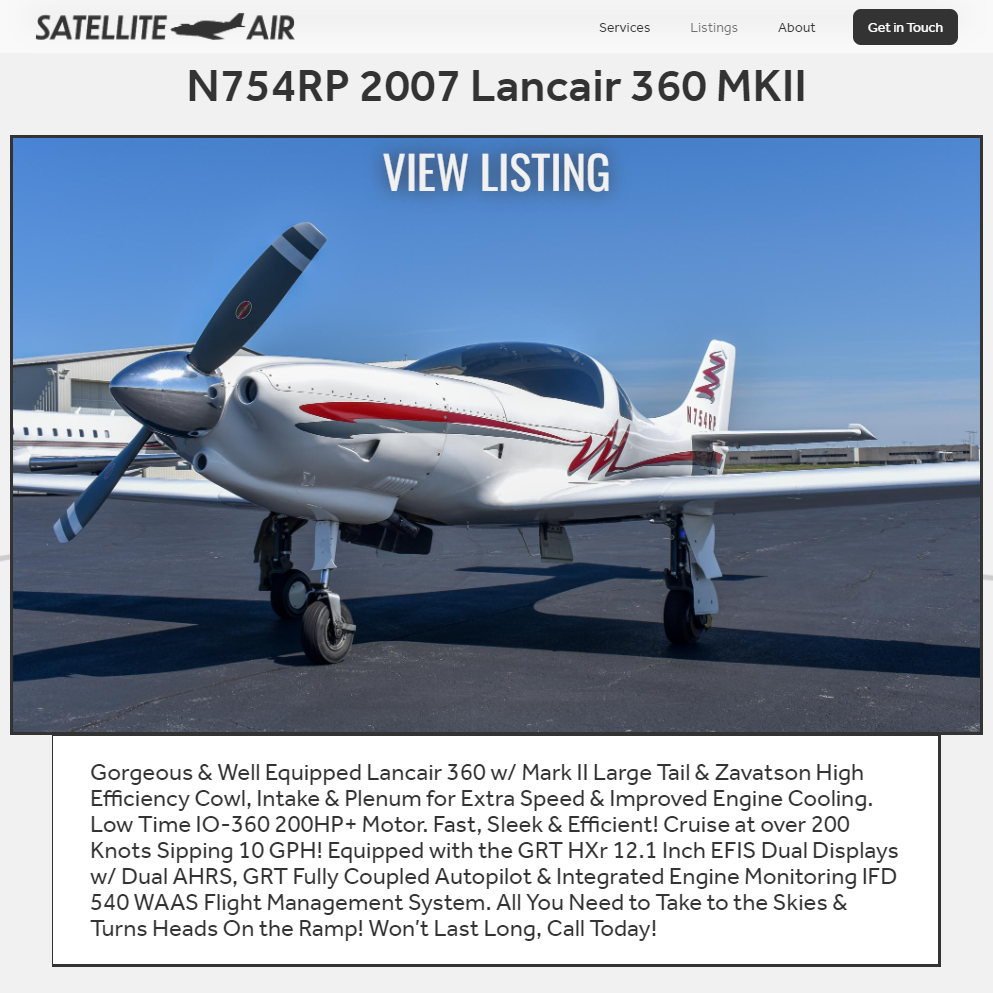 SATELLITE AIR
Services
Listings
About
Get in Touch
N754RP 2007 Lancair 360 MKII
VIEW LISTING
N754RP
Gorgeous & Well Equipped Lancair 360 w/ Mark II Large Tail & Zavatson High
Efficiency Cowl, Intake & Plenum for Extra Speed & Improved Engine Cooling.
Low Time IO-360 200HP+ Motor. Fast, Sleek & Efficient! Cruise at over 200
Knots Sipping 10 GPH! Equipped with the GRT HXr 12.1 Inch EFIS Dual Displays
w/ Dual AHRS, GRT Fully Coupled Autopilot & Integrated Engine Monitoring IFD
540 WAAS Flight Management System. All You Need to Take to the Skies &
Turns Heads On the Ramp! Won't Last Long, Call Today!